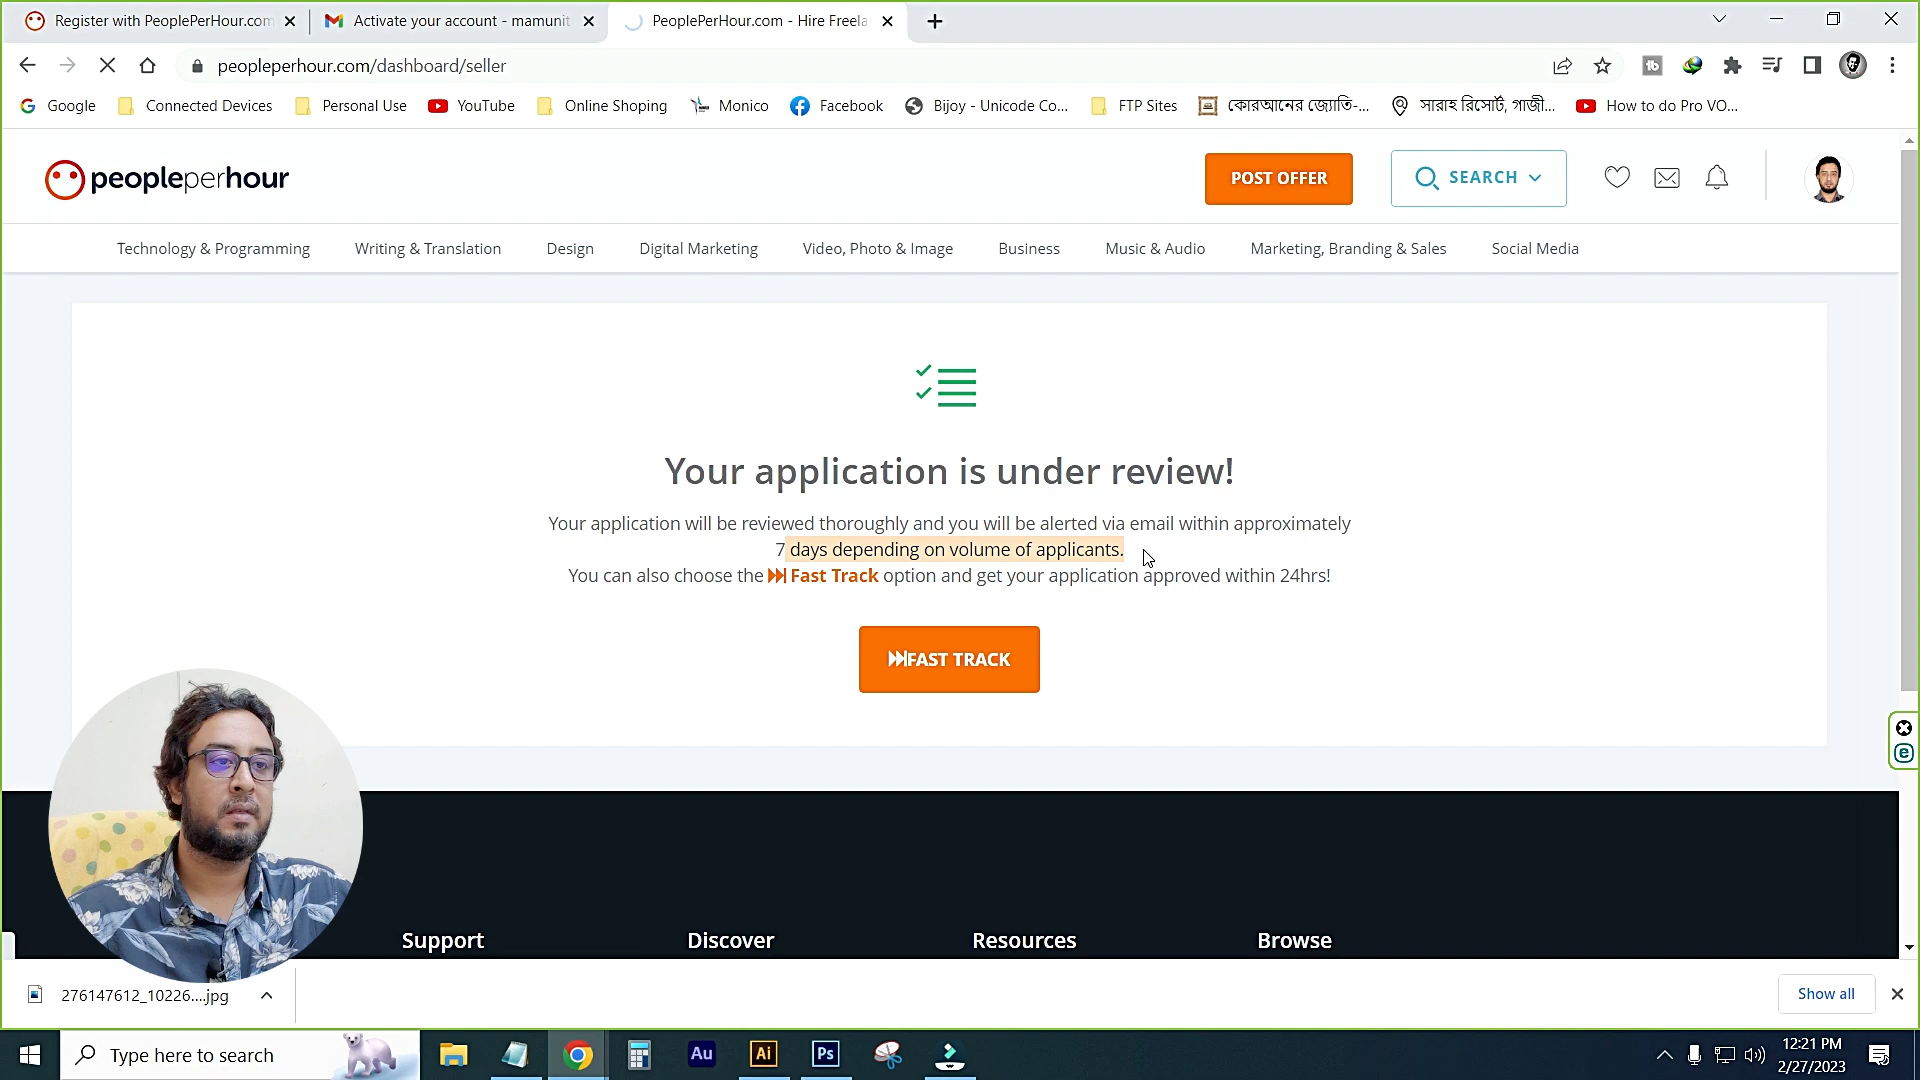 Register with PeoplePerHour.com
Activate your account - mamunit
PeoplePerHour.com - Hire Freela
peopleperhour.com/dashboard/seller
Google
Connected Devices
Personal Use
YouTube
Online Shoping
Monico
Facebook
Bijoy - Unicode Co...
FTP Sites
কোরআনের জ্যোতি-...
সারাহ রিসোর্ট, গাজী...
How to do Pro VO...
peopleperhour
POST OFFER
SEARCH
Technology & Programming
Writing & Translation
Design
Digital Marketing
Video, Photo & Image
Business
Music & Audio
Marketing, Branding & Sales
Social Media
Your application is under review!
Your application will be reviewed thoroughly and you will be alerted via email within approximately
7 days depending on volume of applicants.
You can also choose the Fast Track option and get your application approved within 24hrs!
FAST TRACK
Support
Discover
Resources
Browse
276147612_10226....jpg
Show all
Type here to search
Au
Ai
Ps
12:21 PM
2/27/2023